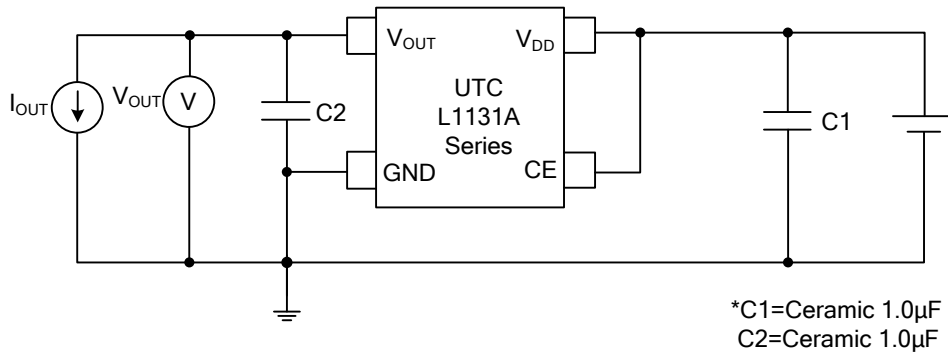 V_OUT
V_DD
UTC
L1131A
Series
I_OUT
V_OUT
V
C2
C1
GND
CE
*C1=Ceramic 1.0μF
C2=Ceramic 1.0μF